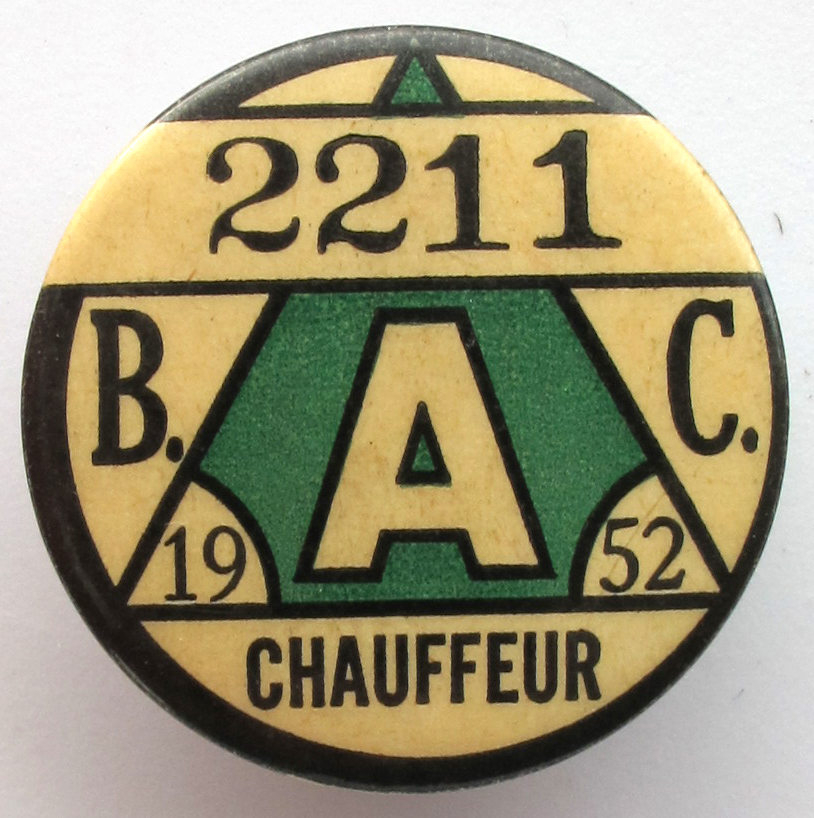 2211
B. A C.
19 52
CHAUFFEUR